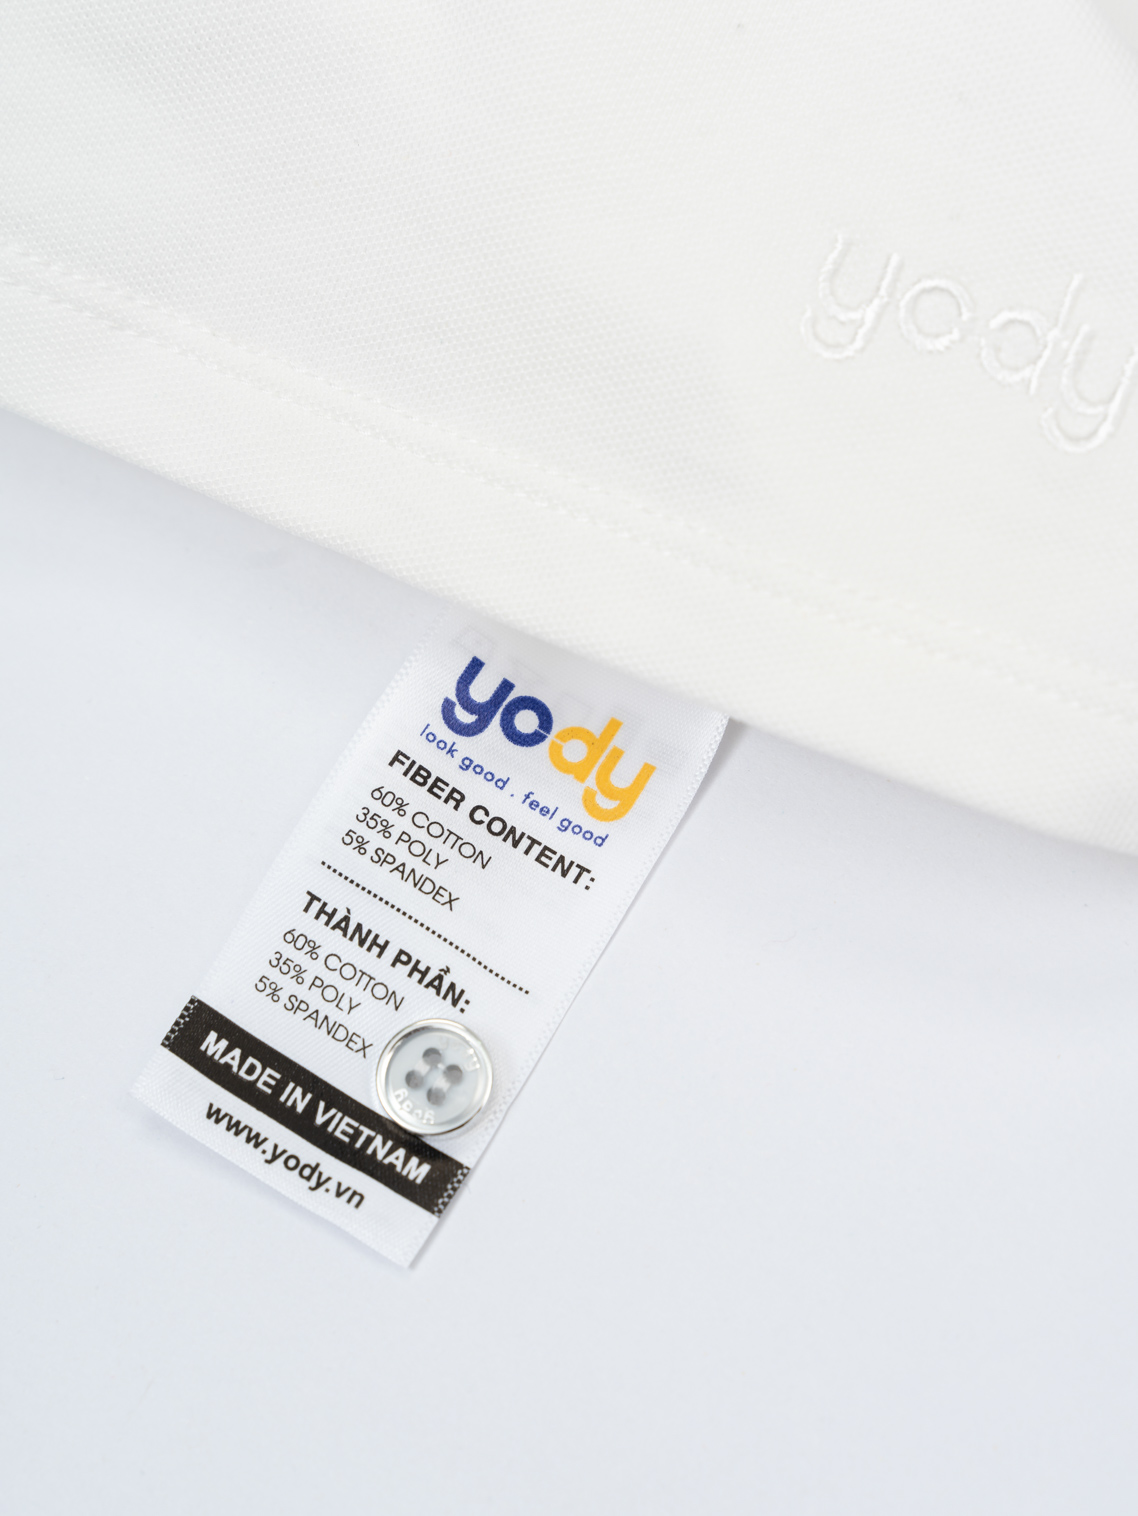 yody
yody
look good . feel good
FIBER CONTENT:
60% COTTON
35% POLY
5% SPANDEX
THÀNH PHẦN:
60% COTTON
35% POLY
5% SPANDEX
MADE IN VIETNAM
www.yody.vn
yody